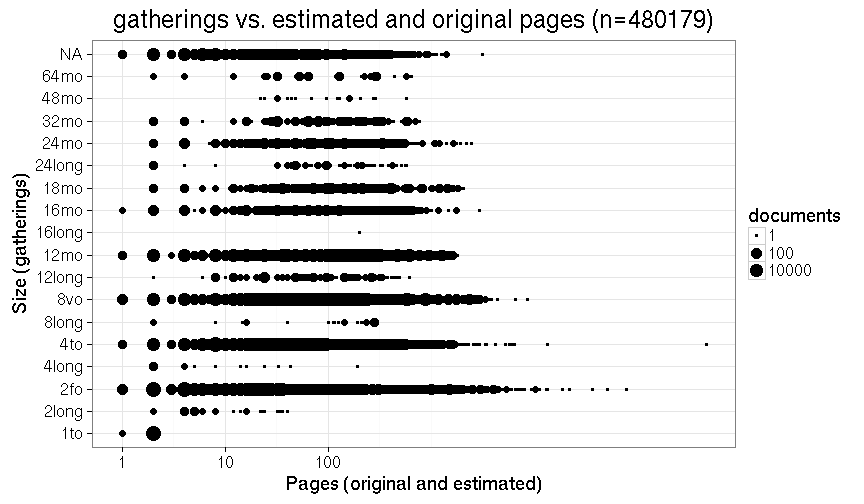 gatherings vs. estimated and original pages (n=480179)
Size (gatherings)
NA
64mo
48mo
32mo
24mo
24long
18mo
16mo
16long
12mo
12long
8vo
8long
4to
4long
2fo
2long
1to
1 10 100
Pages (original and estimated)
documents
1
100
10000